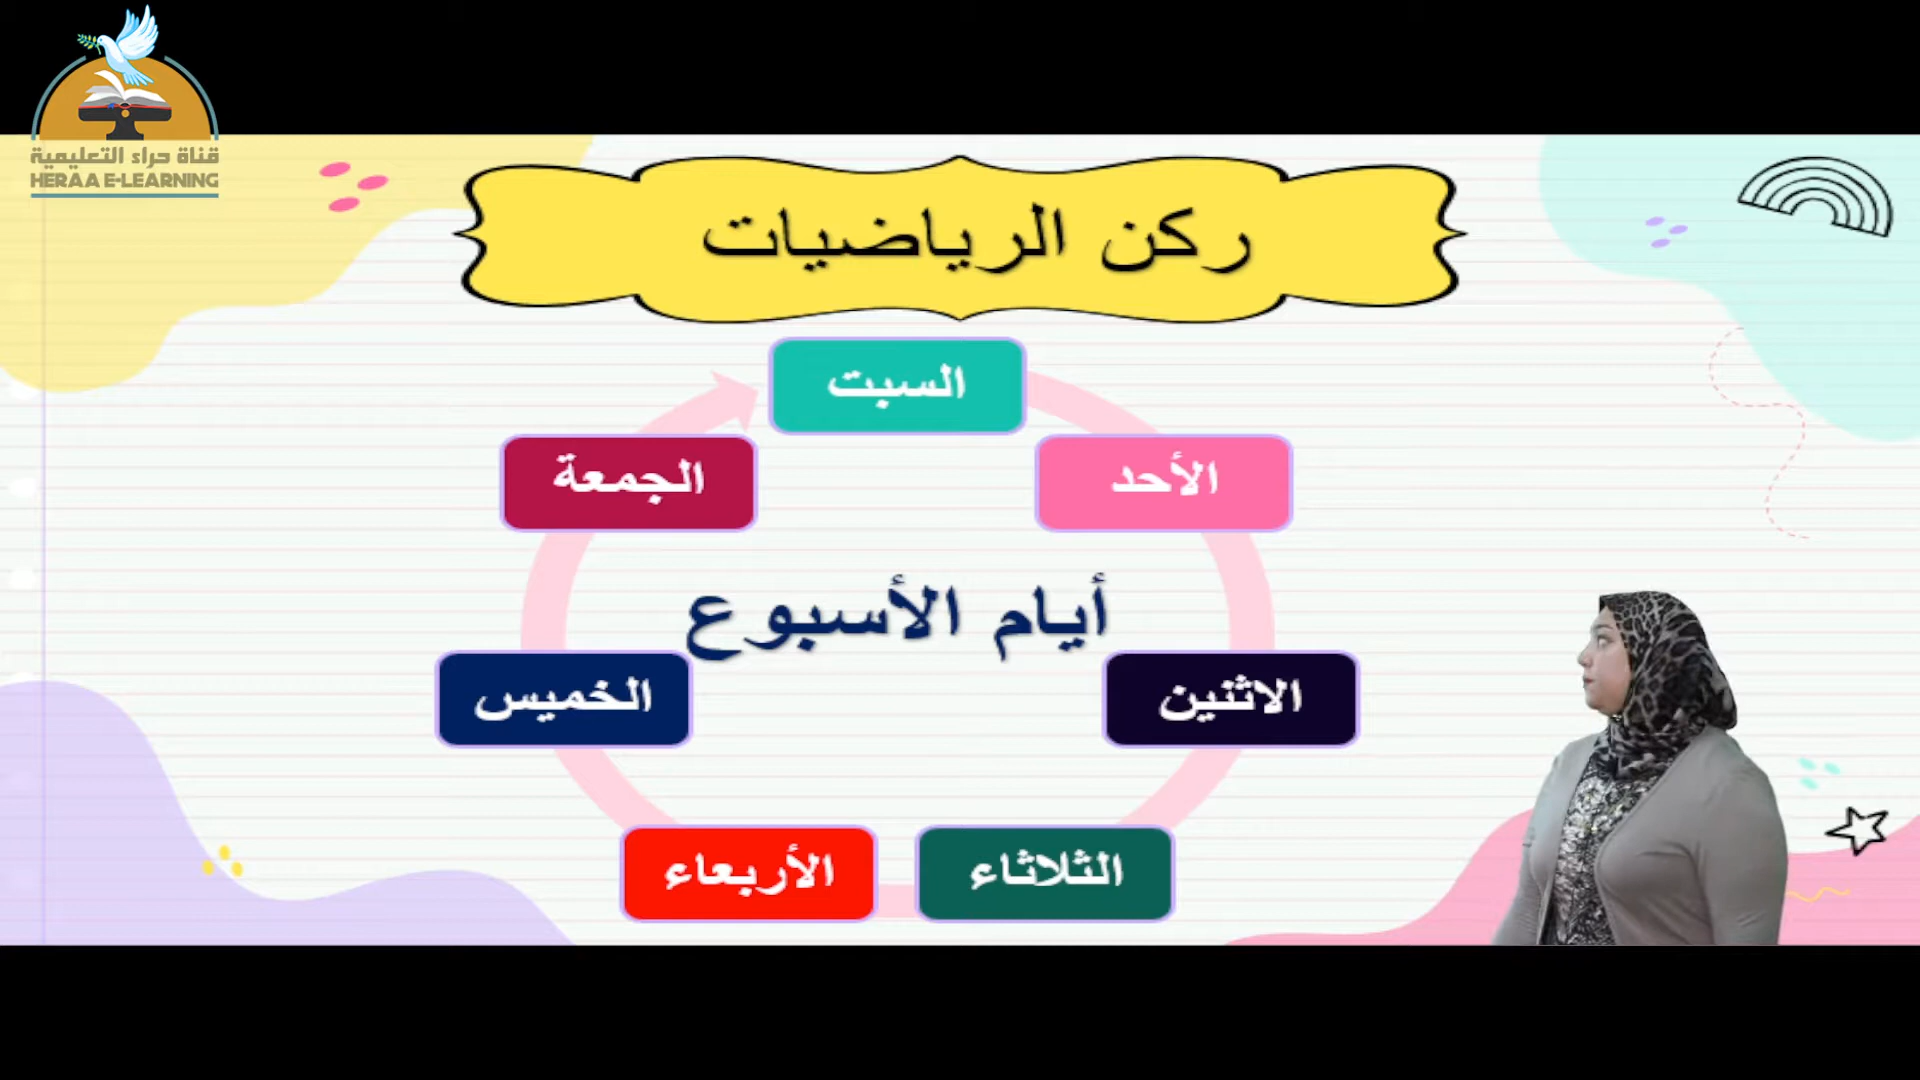 قناة حراء التعليمية
HERAA E-LEARNING
ركن الرياضيات
السبت
الأحد
الجمعة
أيام الأسبوع
الاثنين
الخميس
الثلاثاء
الأربعاء